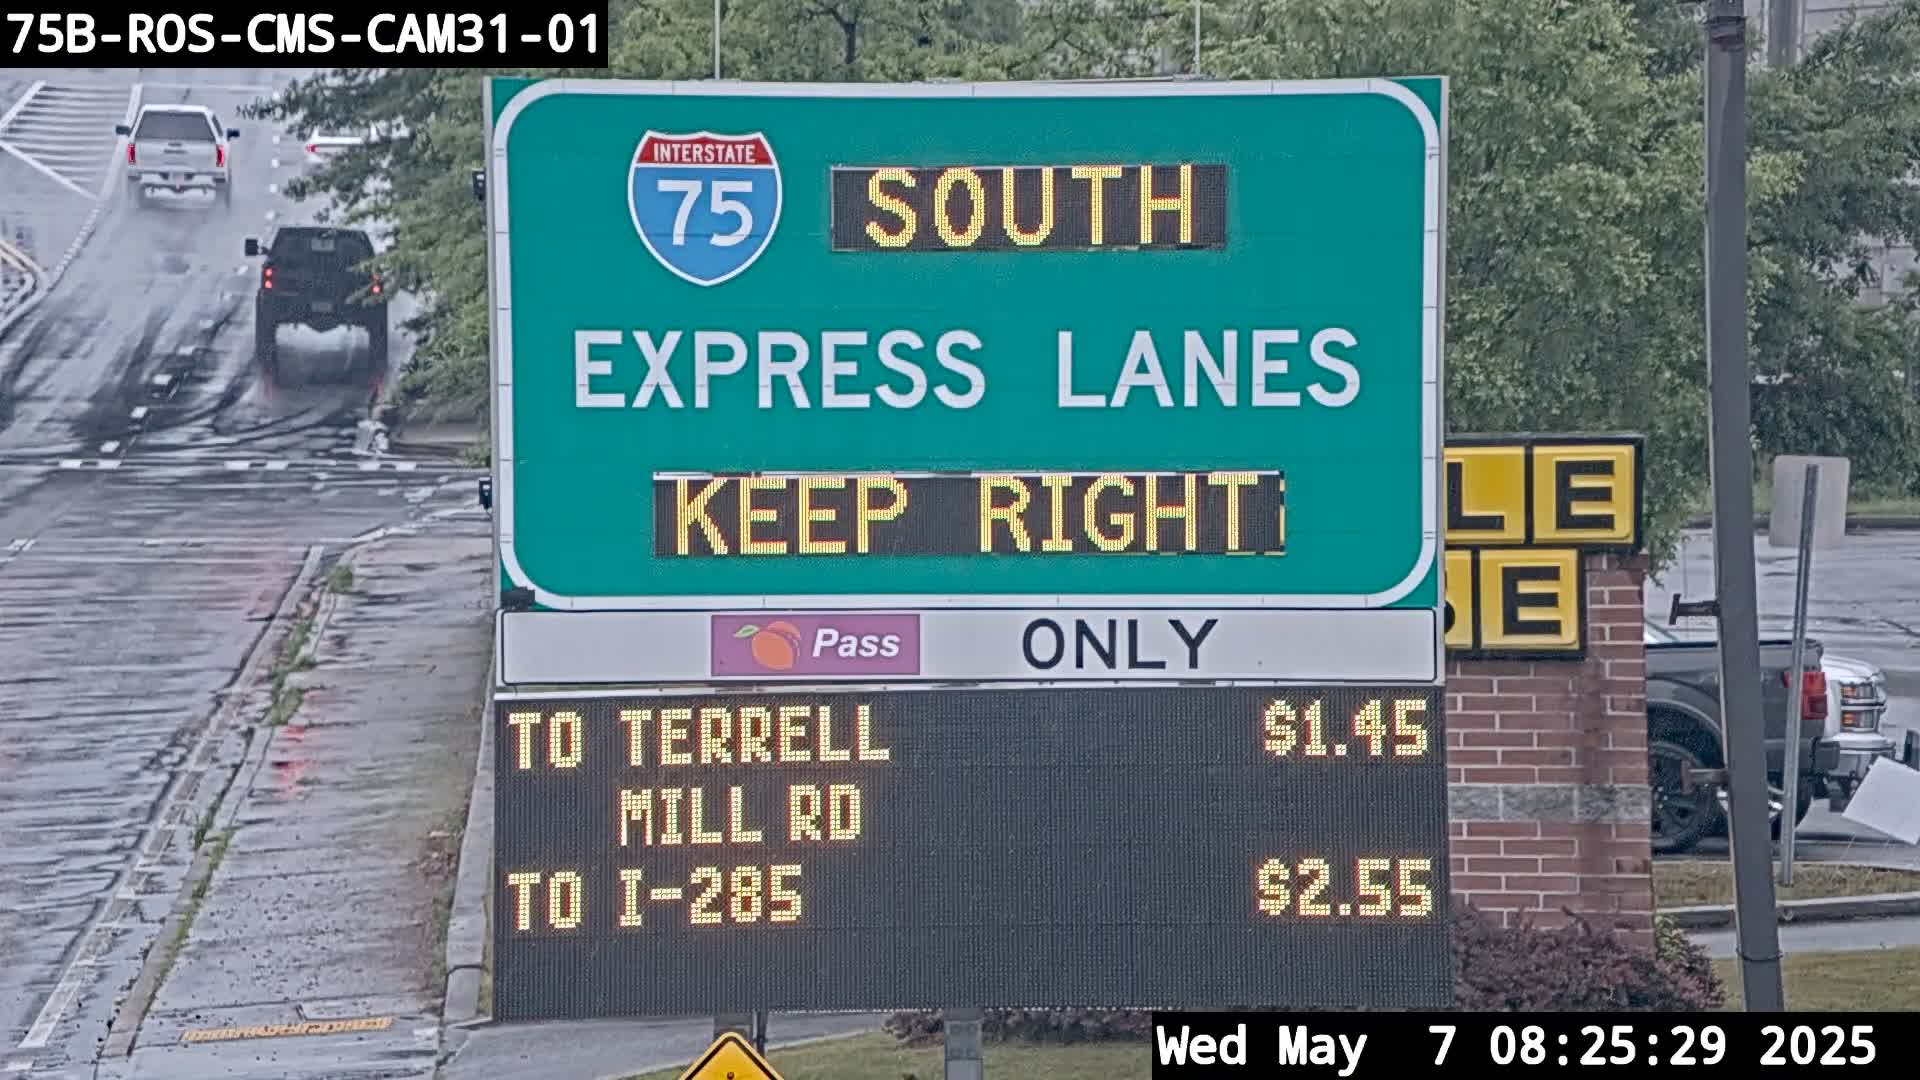 75B-ROS-CMS-CAM31-01
INTERSTATE
75
SOUTH
EXPRESS LANES
KEEP RIGHT
Pass ONLY
TO TERRELL $1.45
MILL RD
TO I-285 $2.55
LE
E
Wed May 7 08:25:29 2025